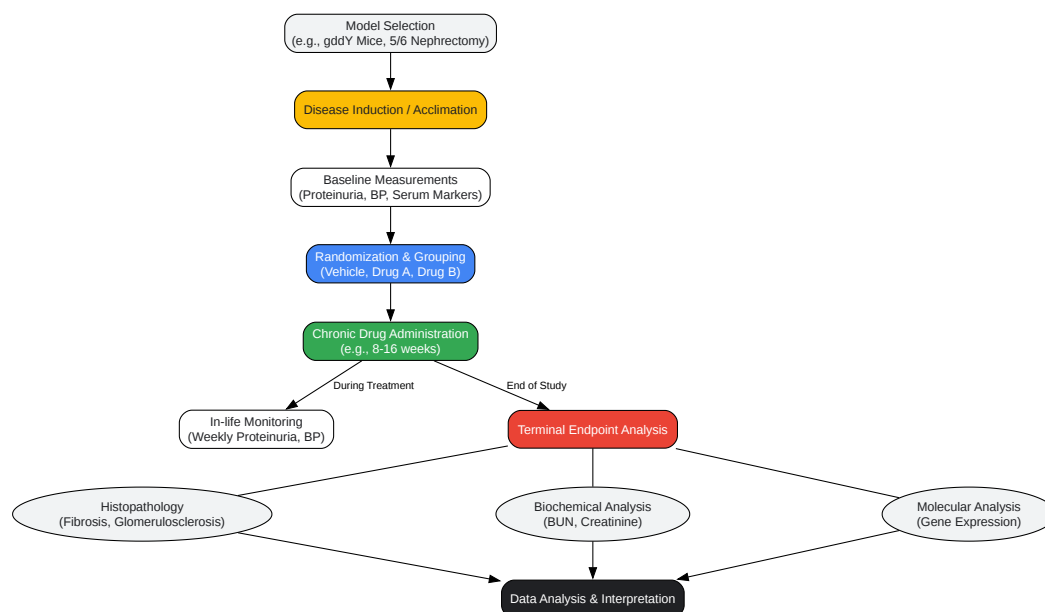 Model Selection
(e.g., gddY Mice, 5/6 Nephrectomy)
Disease Induction / Acclimation
Baseline Measurements
(Proteinuria, BP, Serum Markers)
Randomization & Grouping
(Vehicle, Drug A, Drug B)
Chronic Drug Administration
(e.g., 8-16 weeks)
During Treatment
End of Study
In-life Monitoring
(Weekly Proteinuria, BP)
Terminal Endpoint Analysis
Histopathology
(Fibrosis, Glomerulosclerosis)
Biochemical Analysis
(BUN, Creatinine)
Molecular Analysis
(Gene Expression)
Data Analysis & Interpretation